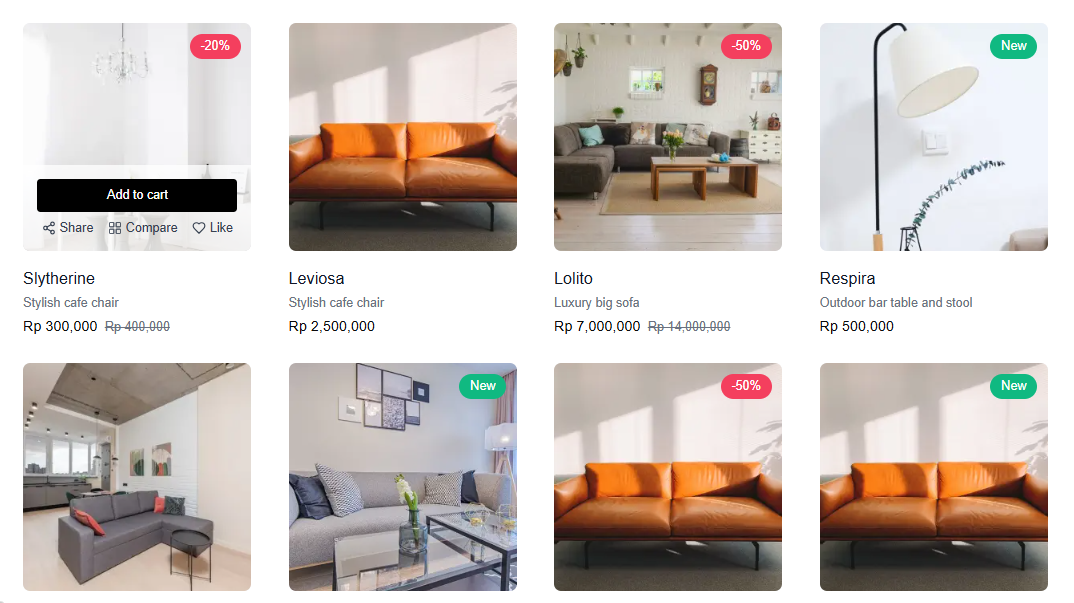 -20%
-50%
New
Add to cart
Share Compare Like
Slytherine
Stylish cafe chair
Rp 300,000 Rp 400,000
Leviosa
Stylish cafe chair
Rp 2,500,000
Lolito
Luxury big sofa
Rp 7,000,000 Rp 14,000,000
Respira
Outdoor bar table and stool
Rp 500,000
New
-50%
New